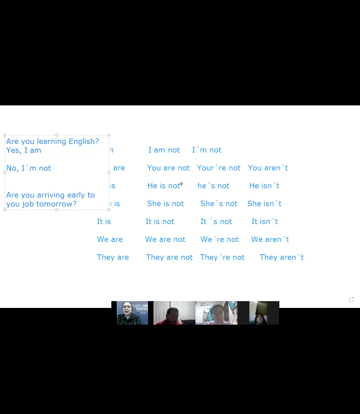 Are you learning English?
Yes, I am
No, I´m not
Are you arriving early to
you job tomorrow?
I am not I´m not
are You are not Your´re not You aren´t
is He is not he´s not He isn´t
is She is not She´s not She isn´t
It is It is not It ´s not It isn´t
We are We are not We´re not We aren´t
They are They are not They´re not They aren´t